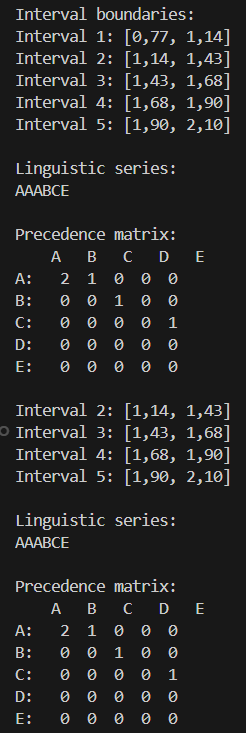 Interval boundaries:
Interval 1: [0,77, 1,14]
Interval 2: [1,14, 1,43]
Interval 3: [1,43, 1,68]
Interval 4: [1,68, 1,90]
Interval 5: [1,90, 2,10]

Linguistic series:
AAABCE

Precedence matrix:
    A  B   C   D   E
A:   2  1  0  0  0
B:   0  0  1  0  0
C:   0  0  0  0  1
D:   0  0  0  0  0
E:   0  0  0  0  0

Interval 2: [1,14, 1,43]
Interval 3: [1,43, 1,68]
Interval 4: [1,68, 1,90]
Interval 5: [1,90, 2,10]

Linguistic series:
AAABCE

Precedence matrix:
    A  B   C   D   E
A:   2  1  0  0  0
B:   0  0  1  0  0
C:   0  0  0  0  1
D:   0  0  0  0  0
E:   0  0  0  0  0